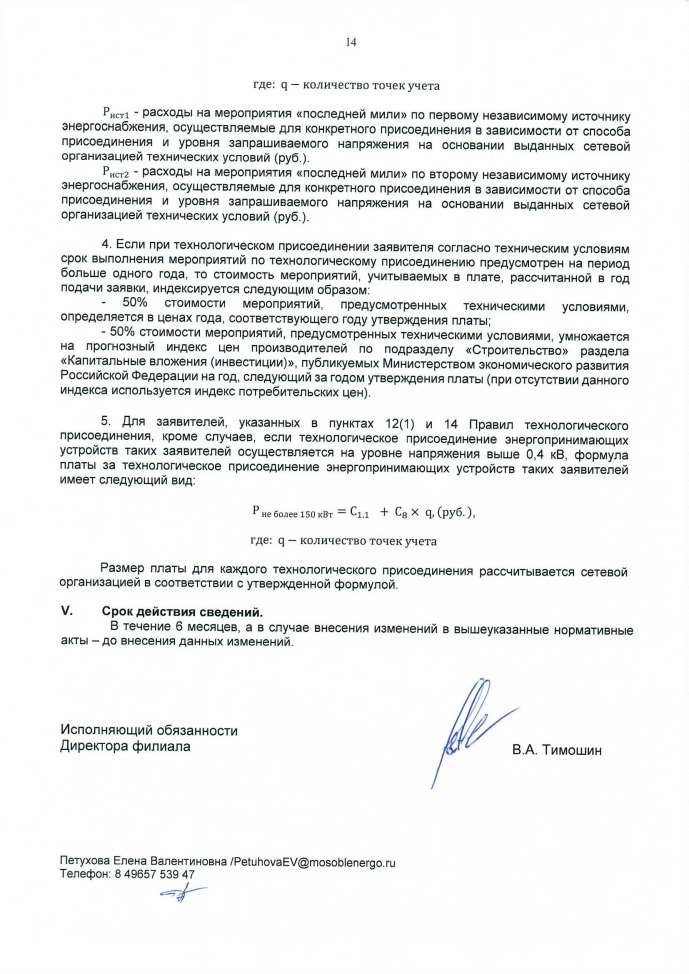 14
где: q – количество точек учета
Рист1 - расходы на мероприятия «последней мили» по первому независимому источнику
энергоснабжения, осуществляемые для конкретного присоединения в зависимости от способа
присоединения и уровня запрашиваемого напряжения на основании выданных сетевой
организацией технических условий (руб.).
Рист2 - расходы на мероприятия «последней мили» по второму независимому источнику
энергоснабжения, осуществляемые для конкретного присоединения в зависимости от способа
присоединения и уровня запрашиваемого напряжения на основании выданных сетевой
организацией технических условий (руб.).
4. Если при технологическом присоединении заявителя согласно техническим условиям
срок выполнения мероприятий по технологическому присоединению предусмотрен на период
больше одного года, то стоимость мероприятий, учитываемых в плате, рассчитанной в год
подачи заявки, индексируется следующим образом:
- 50% стоимости мероприятий, предусмотренных техническими условиями,
определяется в ценах года, соответствующего году утверждения платы;
- 50% стоимости мероприятий, предусмотренных техническими условиями, умножается
на прогнозный индекс цен производителей по подразделу «Строительство» раздела
«Капитальные вложения (инвестиции)», публикуемых Министерством экономического развития
Российской Федерации на год, следующий за годом утверждения платы (при отсутствии данного
индекса используется индекс потребительских цен).
5. Для заявителей, указанных в пунктах 12(1) и 14 Правил технологического
присоединения, кроме случаев, если технологическое присоединение энергопринимающих
устройств таких заявителей осуществляется на уровне напряжения выше 0,4 кВ, формула
платы за технологическое присоединение энергопринимающих устройств таких заявителей
имеет следующий вид:
Р не более 150 кВт = С1.1 + С8 × q, (руб.),
где: q – количество точек учета
Размер платы для каждого технологического присоединения рассчитывается сетевой
организацией в соответствии с утвержденной формулой.
V. Срок действия сведений.
В течение 6 месяцев, а в случае внесения изменений в вышеуказанные нормативные
акты – до внесения данных изменений.
Исполняющий обязанности
Директора филиала
В.А. Тимошин
Петухова Елена Валентиновна /PetuhovaEV@mosoblenergo.ru
Телефон: 8 49657 539 47